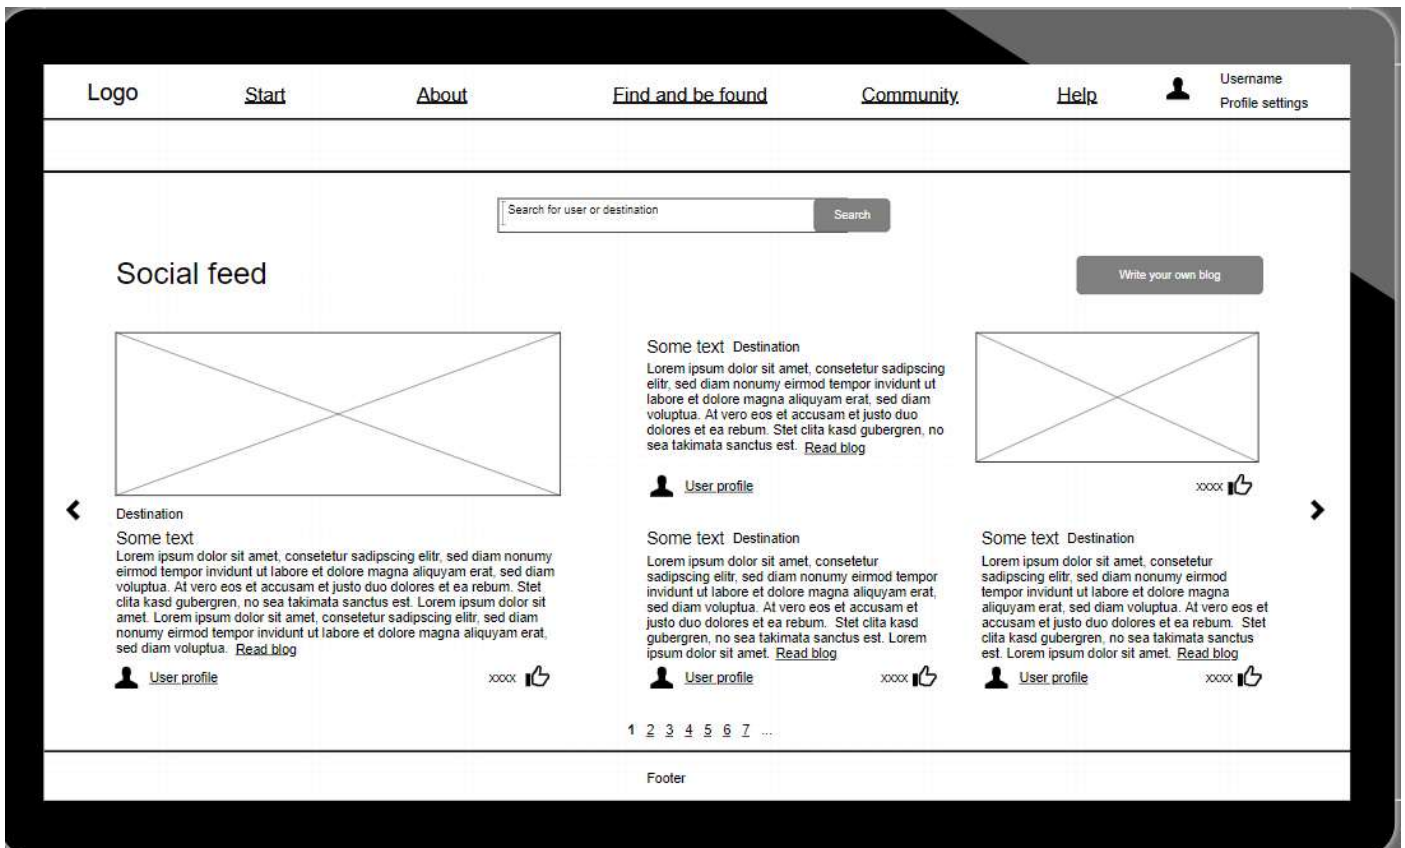 Logo
Start
About
Find and be found
Community
Help
Username
Profile settings
Search for user or destination
Search
Social feed
Write your own blog
Destination
Some text
Lorem ipsum dolor sit amet, consetetur sadipscing elitr, sed diam nonumy
eirmod tempor invidunt ut labore et dolore magna aliquyam erat, sed diam
voluptua. At vero eos et accusam et justo duo dolores et ea rebum. Stet
clita kasd gubergren, no sea takimata sanctus est. Lorem ipsum dolor sit
amet. Lorem ipsum dolor sit amet, consetetur sadipscing elitr, sed diam
nonumy eirmod tempor invidunt ut labore et dolore magna aliquyam erat,
sed diam voluptua. Read blog
User profile
xxxx
Some text Destination
Lorem ipsum dolor sit amet, consetetur sadipscing
elitr, sed diam nonumy eirmod tempor invidunt ut
labore et dolore magna aliquyam erat, sed diam
voluptua. At vero eos et accusam et justo duo
dolores et ea rebum. Stet clita kasd gubergren, no
sea takimata sanctus est. Read blog
User profile
xxxx
Some text Destination
Lorem ipsum dolor sit amet, consetetur
sadipscing elitr, sed diam nonumy eirmod tempor
invidunt ut labore et dolore magna aliquyam erat,
sed diam voluptua. At vero eos et accusam et
justo duo dolores et ea rebum. Stet clita kasd
gubergren, no sea takimata sanctus est. Lorem
ipsum dolor sit amet. Read blog
User profile
xxxx
Some text Destination
Lorem ipsum dolor sit amet, consetetur
sadipscing elitr, sed diam nonumy eirmod
tempor invidunt ut labore et dolore magna
aliquyam erat, sed diam voluptua. At vero eos et
accusam et justo duo dolores et ea rebum. Stet
clita kasd gubergren, no sea takimata sanctus
est. Lorem ipsum dolor sit amet. Read blog
User profile
xxxx
1 2 3 4 5 6 7 ...
Footer